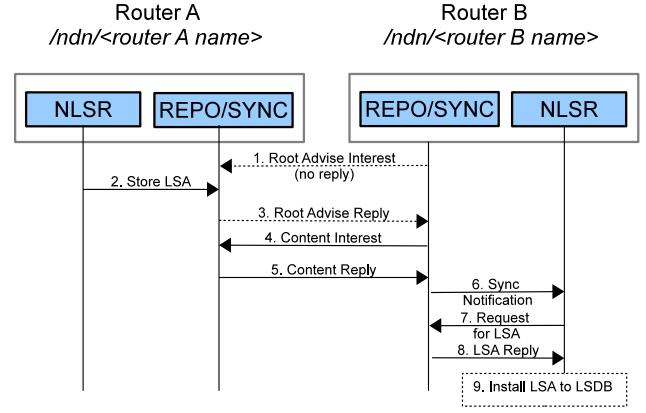 Router A
/ndn/<router A name>
Router B
/ndn/<router B name>
NLSR
REPO/SYNC
REPO/SYNC
NLSR
1. Root Advise Interest
(no reply)
2. Store LSA
3. Root Advise Reply
4. Content Interest
5. Content Reply
6. Sync
Notification
7. Request
for LSA
8. LSA Reply
9. Install LSA to LSDB